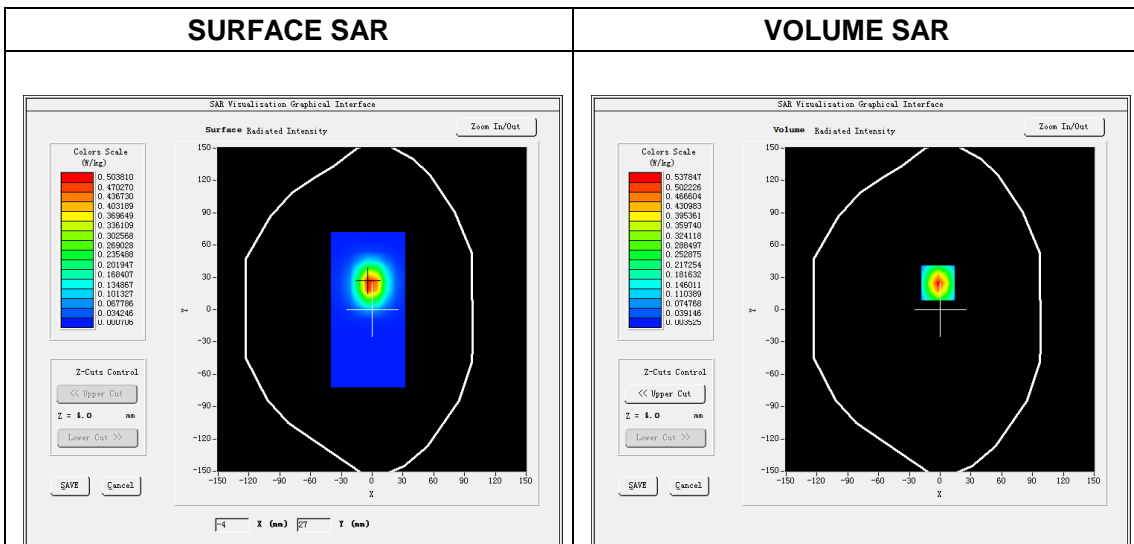 SURFACE SAR
VOLUME SAR
SAR Visualisation Graphical Interface
Surface Radiated Intensity
Zoom In/Out
Colors Scale
(W/kg)
0.503810
0.470270
0.436730
0.403189
0.369649
0.336109
0.302568
0.269028
0.235488
0.201947
0.168407
0.134867
0.101327
0.067786
0.034246
0.000706
150
120
90
60
30
0
-30
-60
-90
-120
-150
Y
-150 -120 -90 -60 -30 0 30 60 90 120 150
X
Z-Cuts Control
<< Upper Cut
Z = 4.0 mm
Lower Cut >>
SAVE Cancel
-4 X (mm) 27 Y (mm)
SAR Visualisation Graphical Interface
Volume Radiated Intensity
Zoom In/Out
Colors Scale
(W/kg)
0.537847
0.502226
0.466604
0.430983
0.395361
0.359740
0.324118
0.288497
0.252875
0.217254
0.181632
0.146011
0.110389
0.074768
0.039146
0.003525
150
120
90
60
30
0
-30
-60
-90
-120
-150
Y
-150 -120 -90 -60 -30 0 30 60 90 120 150
X
Z-Cuts Control
<< Upper Cut
Z = 4.0 mm
Lower Cut >>
SAVE Cancel